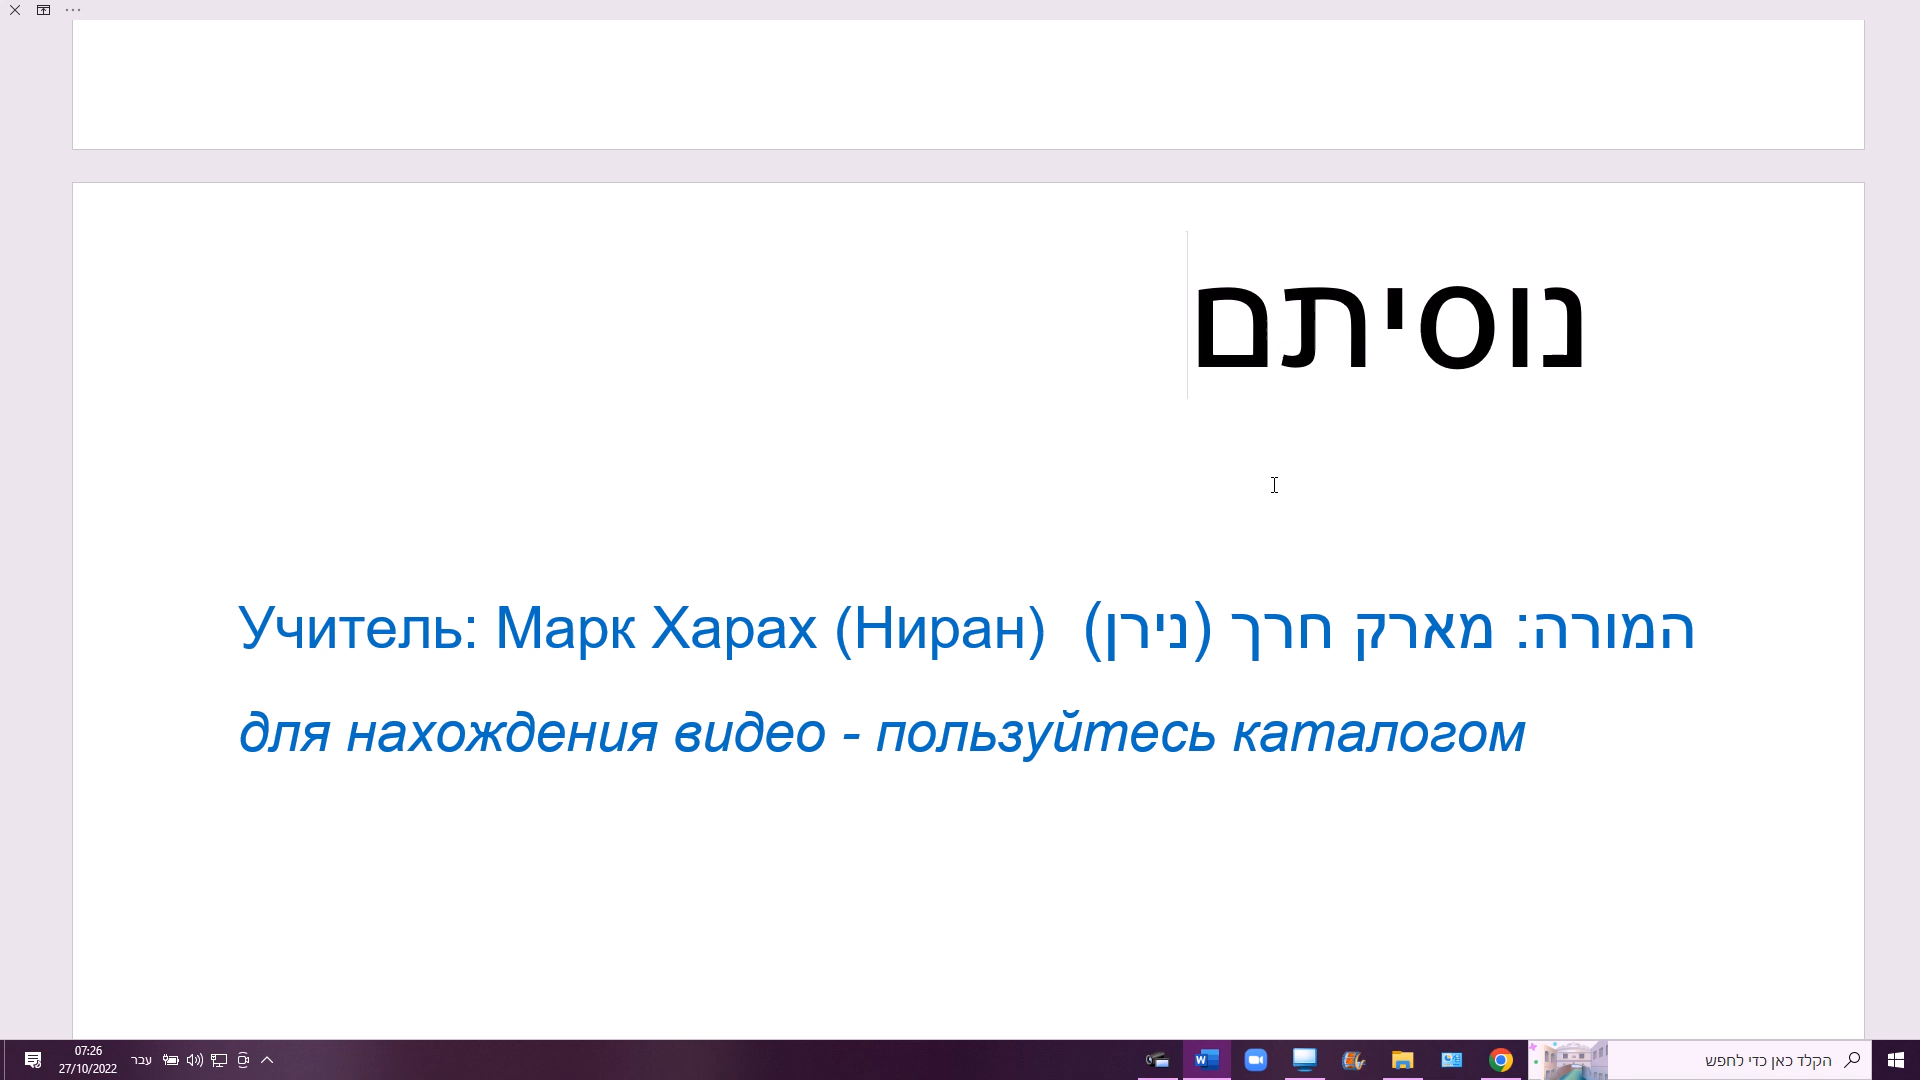 נוסיתם
Учитель: Марк Харах (Ниран) המורה: מארק חרך (נירן)
для нахождения видео - пользуйтесь каталогом
07:26
27/10/2022
עבר
הקלד כאן כדי לחפש